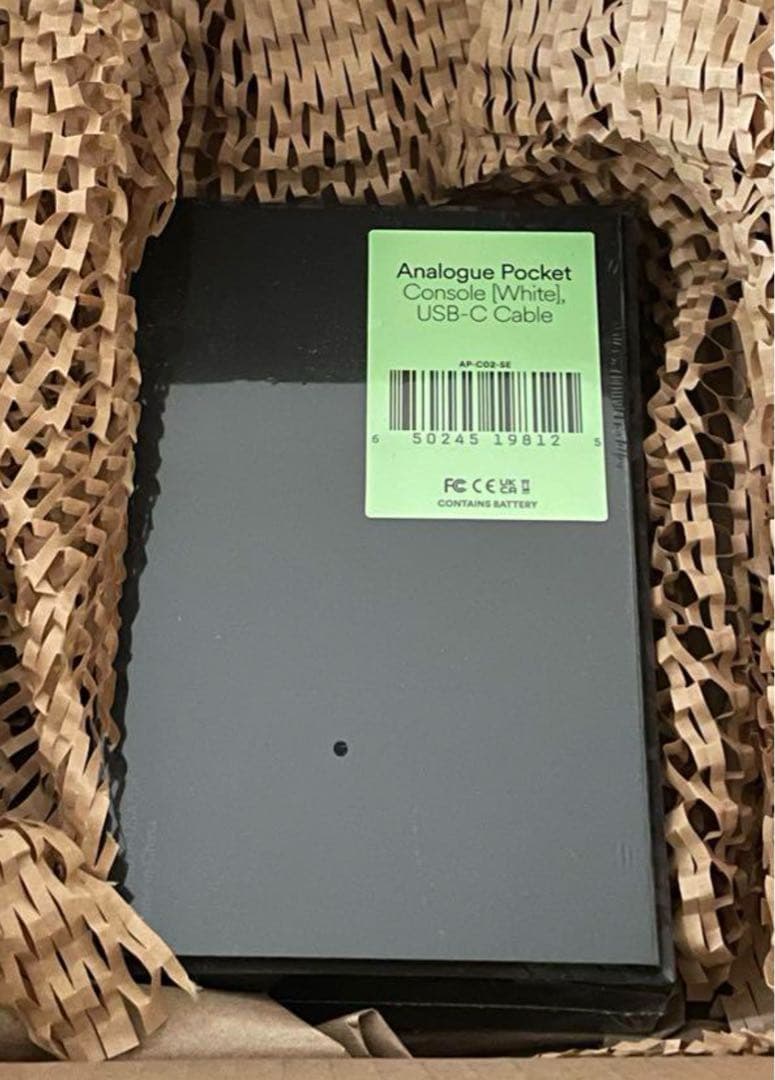 Analogue Pocket
Console [White],
USB-C Cable
AP-C02-SE
6 50245 19812 5
FC CE UK CA
CONTAINS BATTERY